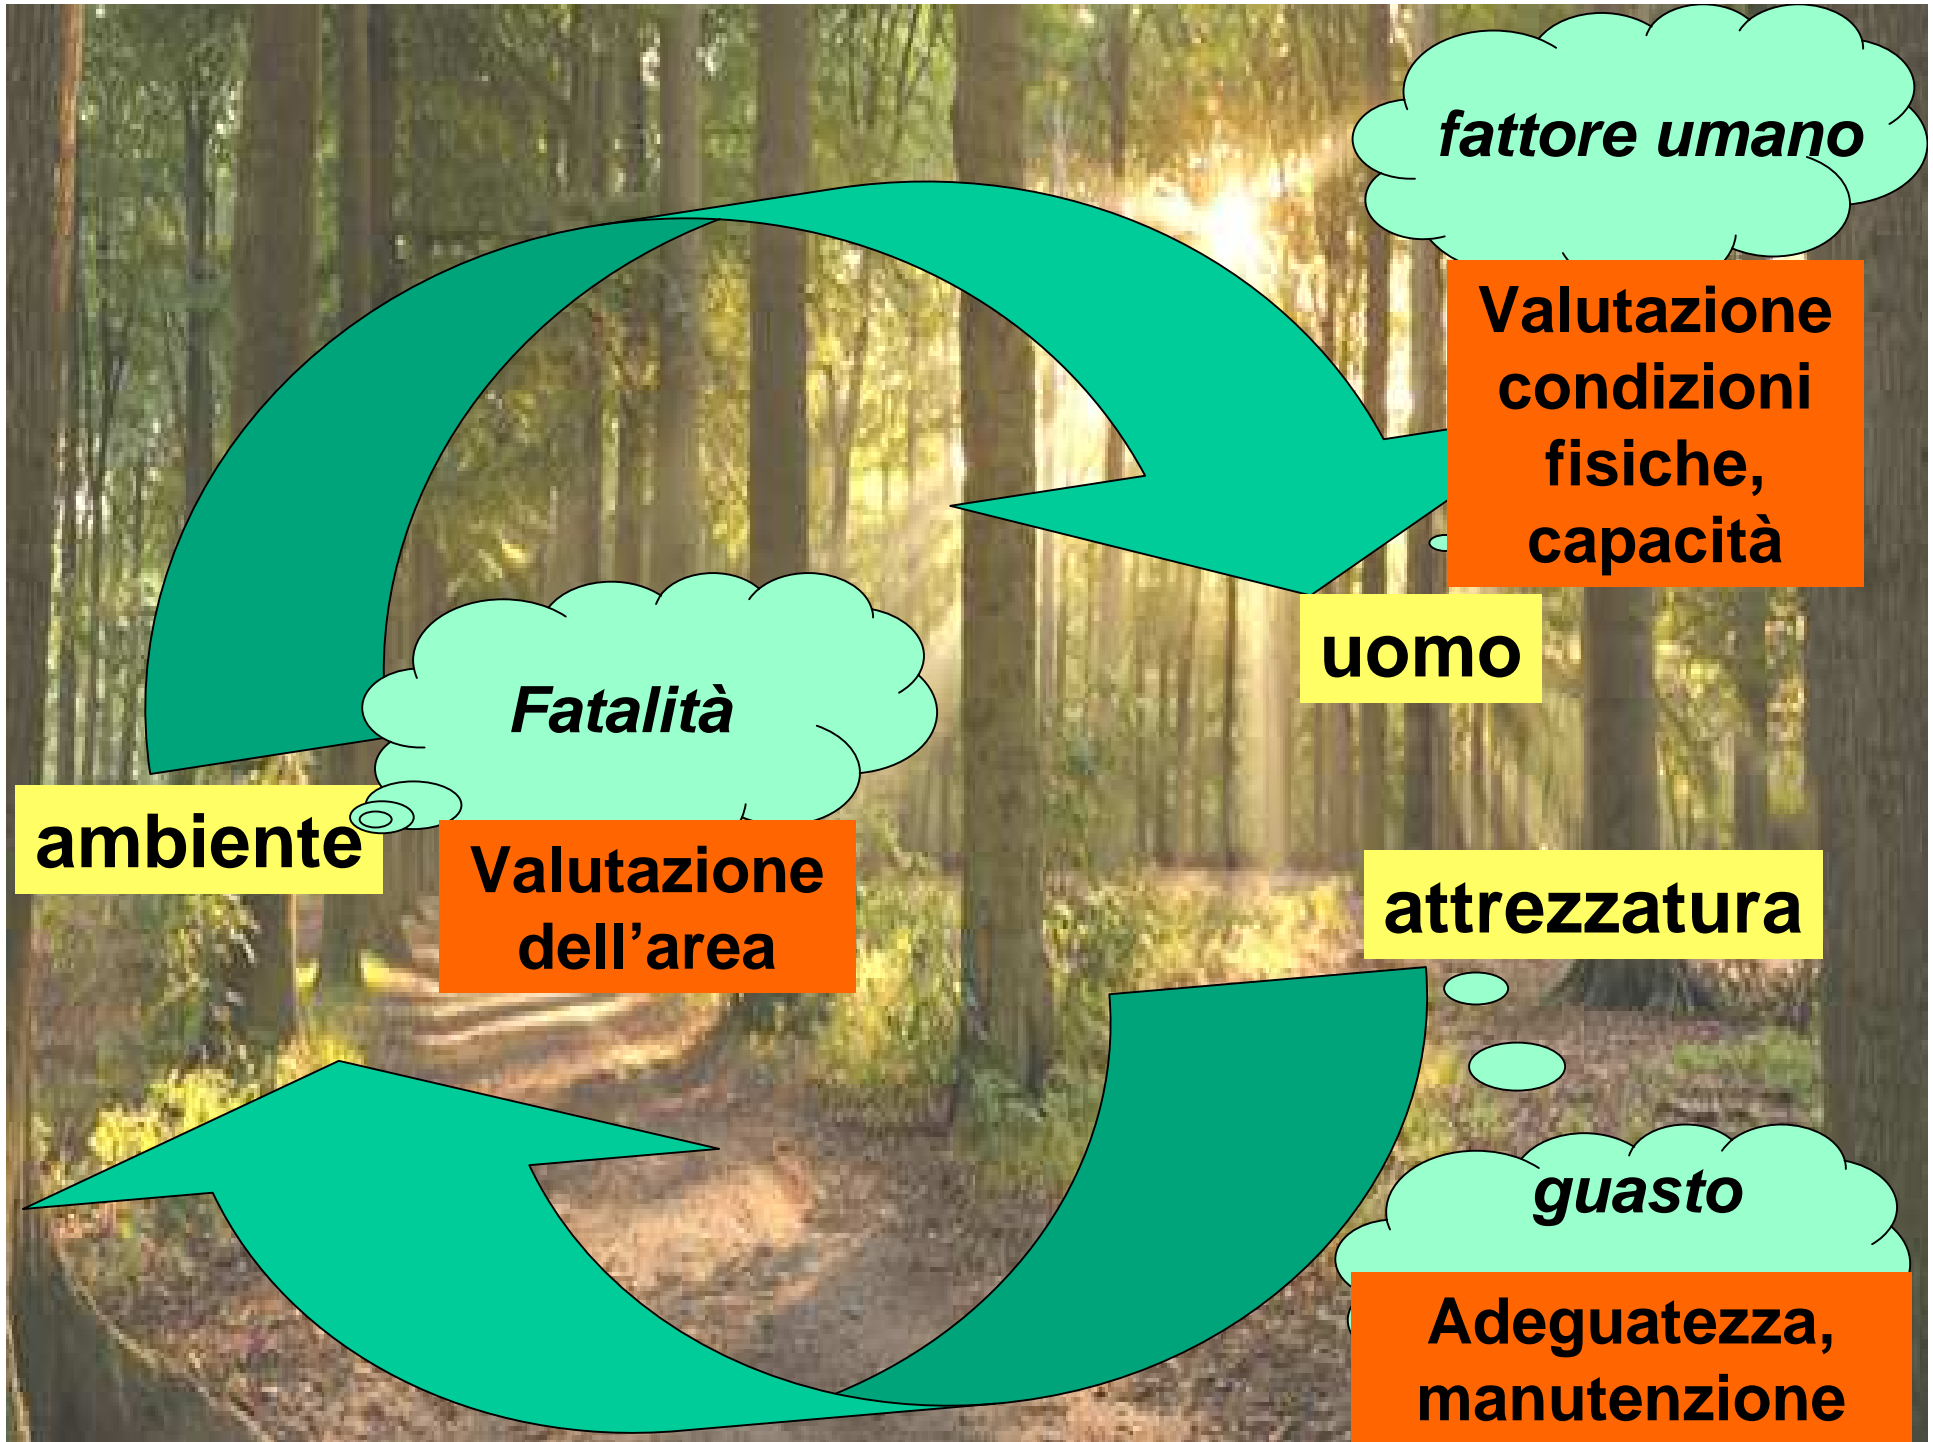 fattore umano
Valutazione
condizioni
fisiche,
capacità
uomo
Fatalità
ambiente
Valutazione
dell’area
attrezzatura
guasto
Adeguatezza,
manutenzione